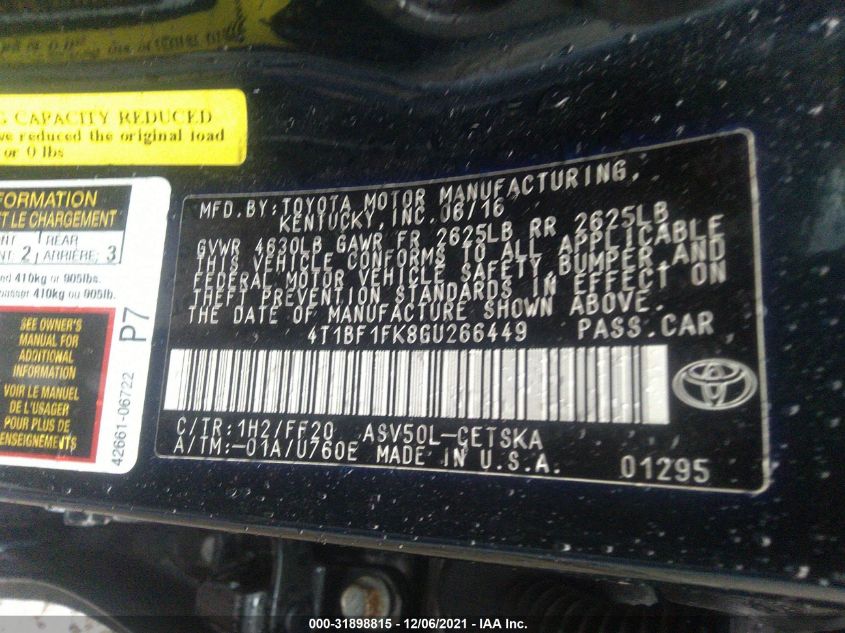 G CAPACITY REDUCED
ve reduced the original load
or 0 lbs
FORMATION
ET LE CHARGEMENT
NT 2 REAR
ARRIÈRE 3
ed 410kg or 905lbs.
passer 410kg ou 905lb.
SEE OWNER'S
MANUAL FOR
ADDITIONAL
INFORMATION
VOIR LE MANUEL
DE L'USAGER
POUR PLUS DE
RENSEIGNEMENTS
42661-06722
P7
MFD.BY:TOYOTA MOTOR MANUFACTURING,
KENTUCKY, INC.06/16
GVWR 4630LB GAWR FR 2625LB RR 2625LB
THIS VEHICLE CONFORMS TO ALL APPLICABLE
FEDERAL MOTOR VEHICLE SAFETY,BUMPER,AND
THEFT PREVENTION STANDARDS IN EFFECT ON
THE DATE OF MANUFACTURE SHOWN ABOVE.
4T1BF1FK8GU266449 PASS.CAR
C/TR:1H2/FF20 ASV50L-CETSKA
A/TM:-01A/U760E MADE IN U.S.A. 01295
000-31898815 - 12/06/2021 - IAA Inc.